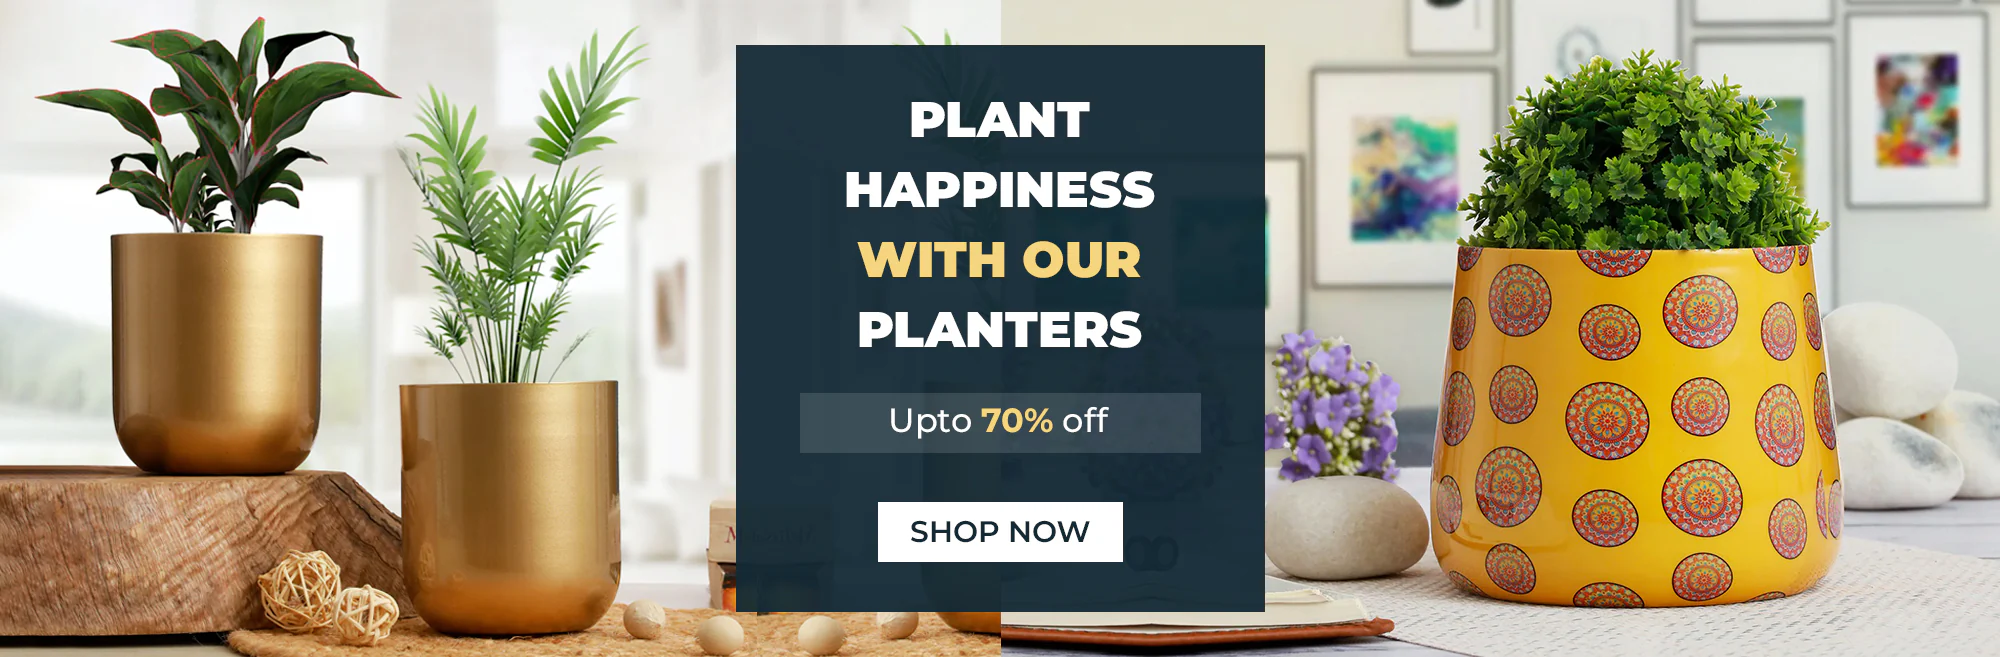 PLANT
HAPPINESS
WITH OUR
PLANTERS
Upto 70% off
SHOP NOW